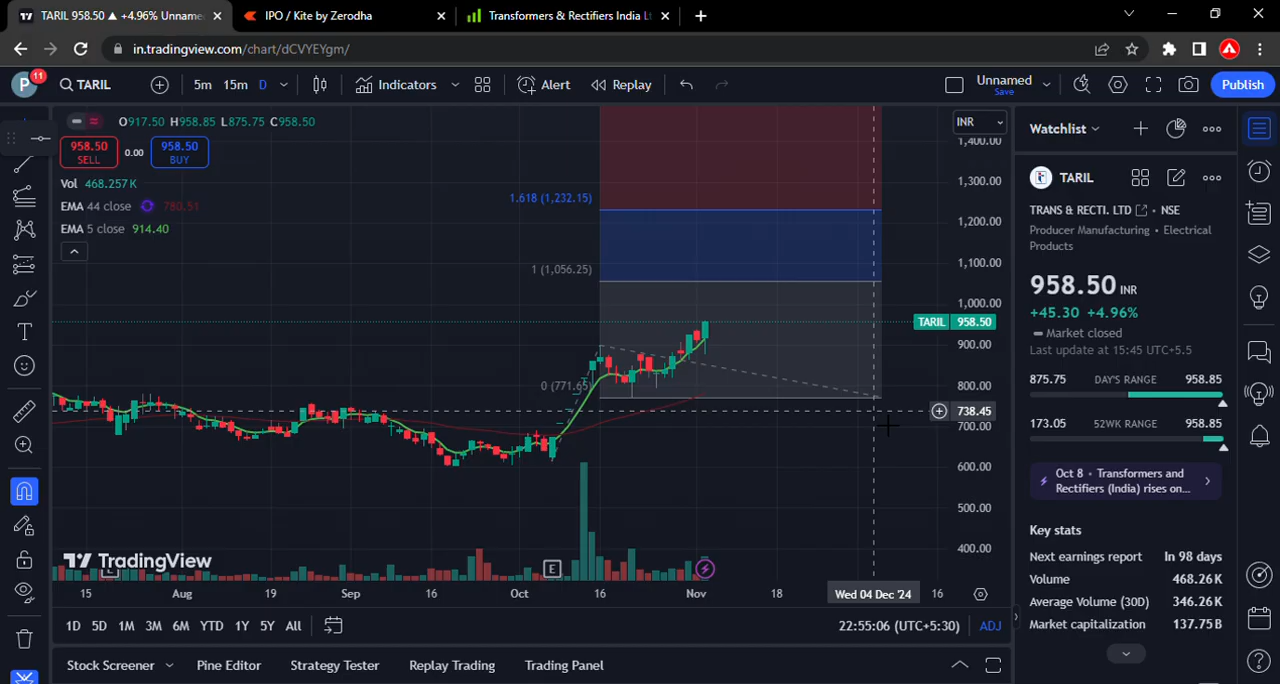 TARIL 958.50 ▲ +4.96% Unname
IPO / Kite by Zerodha
Transformers & Rectifiers India L
in.tradingview.com/chart/dCVYEYgm/
P
11
TARIL
5m
15m
D
Indicators
Alert
Replay
Unnamed
Save
Publish
O917.50 H958.85 L875.75 C958.50
958.50
SELL
0.00
958.50
BUY
Vol 468.257K
EMA 44 close 780.51
EMA 5 close 914.40
INR
1,400.00
1,300.00
1,200.00
1,100.00
1,000.00
TARIL 958.50
900.00
800.00
738.45
700.00
600.00
500.00
400.00
1.618 (1,232.15)
1 (1,056.25)
0 (771.65)
E
E
TradingView
15
Aug
19
Sep
16
Oct
16
Nov
18
Wed 04 Dec '24
16
1D 5D 1M 3M 6M YTD 1Y 5Y All
22:55:06 (UTC+5:30)
ADJ
Stock Screener
Pine Editor
Strategy Tester
Replay Trading
Trading Panel
Watchlist
TARIL
TRANS & RECTI. LTD • NSE
Producer Manufacturing • Electrical
Products
958.50 INR
+45.30 +4.96%
Market closed
Last update at 15:45 UTC+5.5
875.75 DAY'S RANGE 958.85
173.05 52WK RANGE 958.85
Oct 8 • Transformers and
Rectifiers (India) rises on...
Key stats
Next earnings report In 98 days
Volume 468.26K
Average Volume (30D) 346.26K
Market capitalization 137.75B